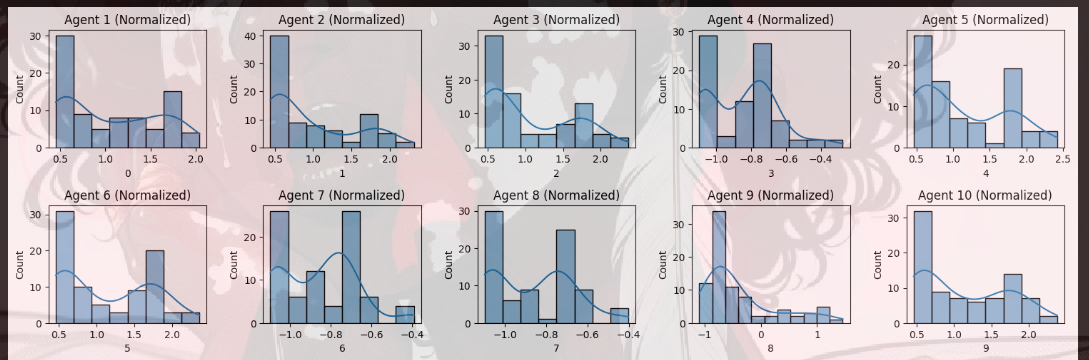 Agent 1 (Normalized) Agent 2 (Normalized) Agent 3 (Normalized) Agent 4 (Normalized) Agent 5 (Normalized)
30 40 30 30
30 20
20 20 20 20
Count Count Count Count Count
10 10 10 10 10
0 0 0 0 0
0.5 1.0 1.5 2.0 0.5 1.0 1.5 2.0 0.5 1.0 1.5 2.0 −1.0 −0.8 −0.6 −0.4 0.5 1.0 1.5 2.0 2.5
0 1 2 3 4
Agent 6 (Normalized) Agent 7 (Normalized) Agent 8 (Normalized) Agent 9 (Normalized) Agent 10 (Normalized)
30 20 30 30 30
20 20 20 20
Count Count Count Count Count
10 10 10 10 10
0 0 0 0 0
0.5 1.0 1.5 2.0 −1.0 −0.8 −0.6 −0.4 −1.0 −0.8 −0.6 −0.4 −1 0 1 0.5 1.0 1.5 2.0
5 6 7 8 9